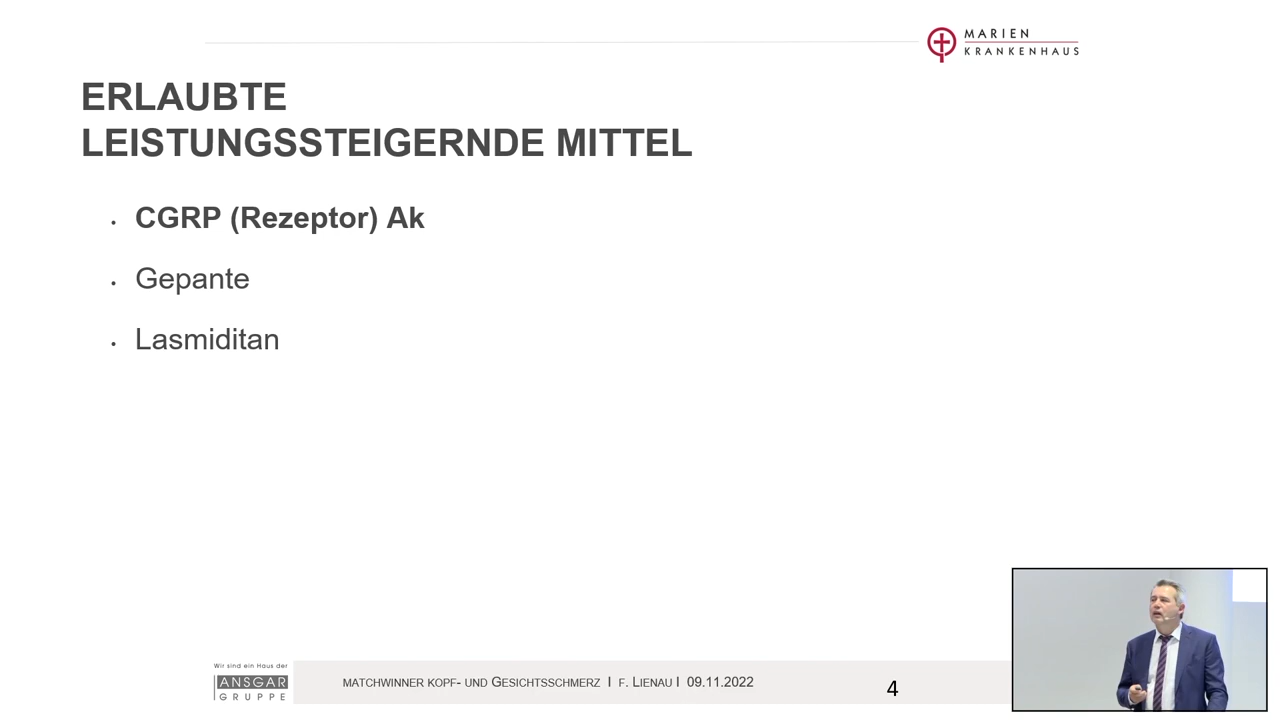 MARIEN
KRANKENHAUS
ERLAUBTE
LEISTUNGSSTEIGERNDE MITTEL
• CGRP (Rezeptor) Ak
• Gepante
• Lasmiditan
Wir sind ein Haus der
ANSGAR
GRUPPE
MATCHWINNER KOPF- UND GESICHTSSCHMERZ I F. LIENAU I 09.11.2022
4